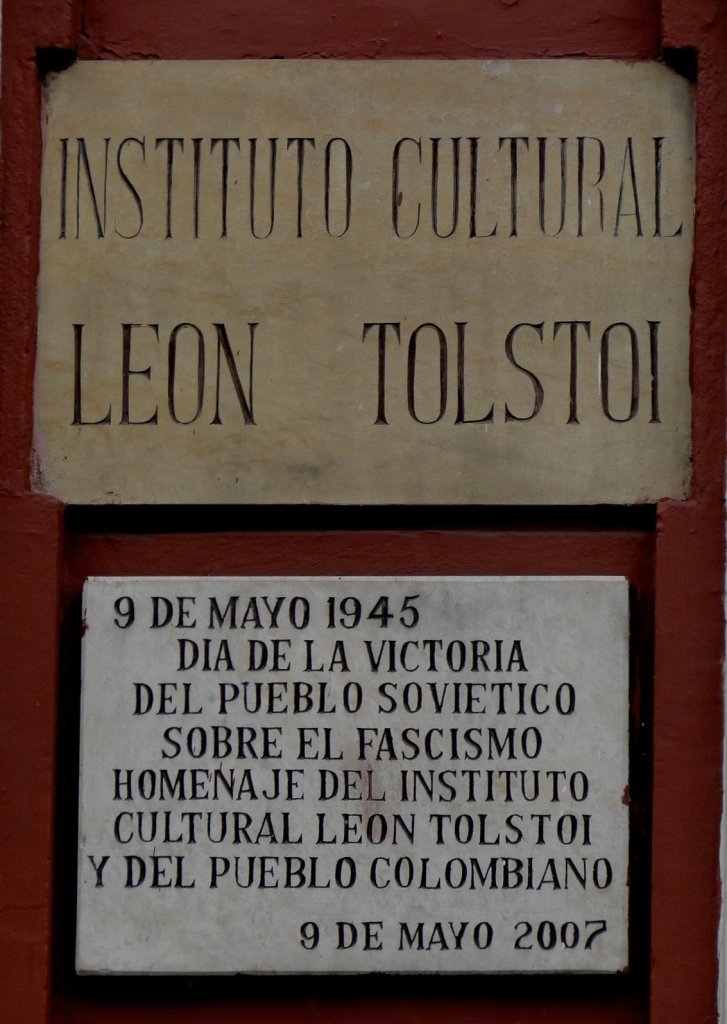 INSTITUTO CULTURAL
LEON TOLSTOI
9 DE MAYO 1945
DIA DE LA VICTORIA
DEL PUEBLO SOVIETICO
SOBRE EL FASCISMO
HOMENAJE DEL INSTITUTO
CULTURAL LEON TOLSTOI
Y DEL PUEBLO COLOMBIANO
9 DE MAYO 2007